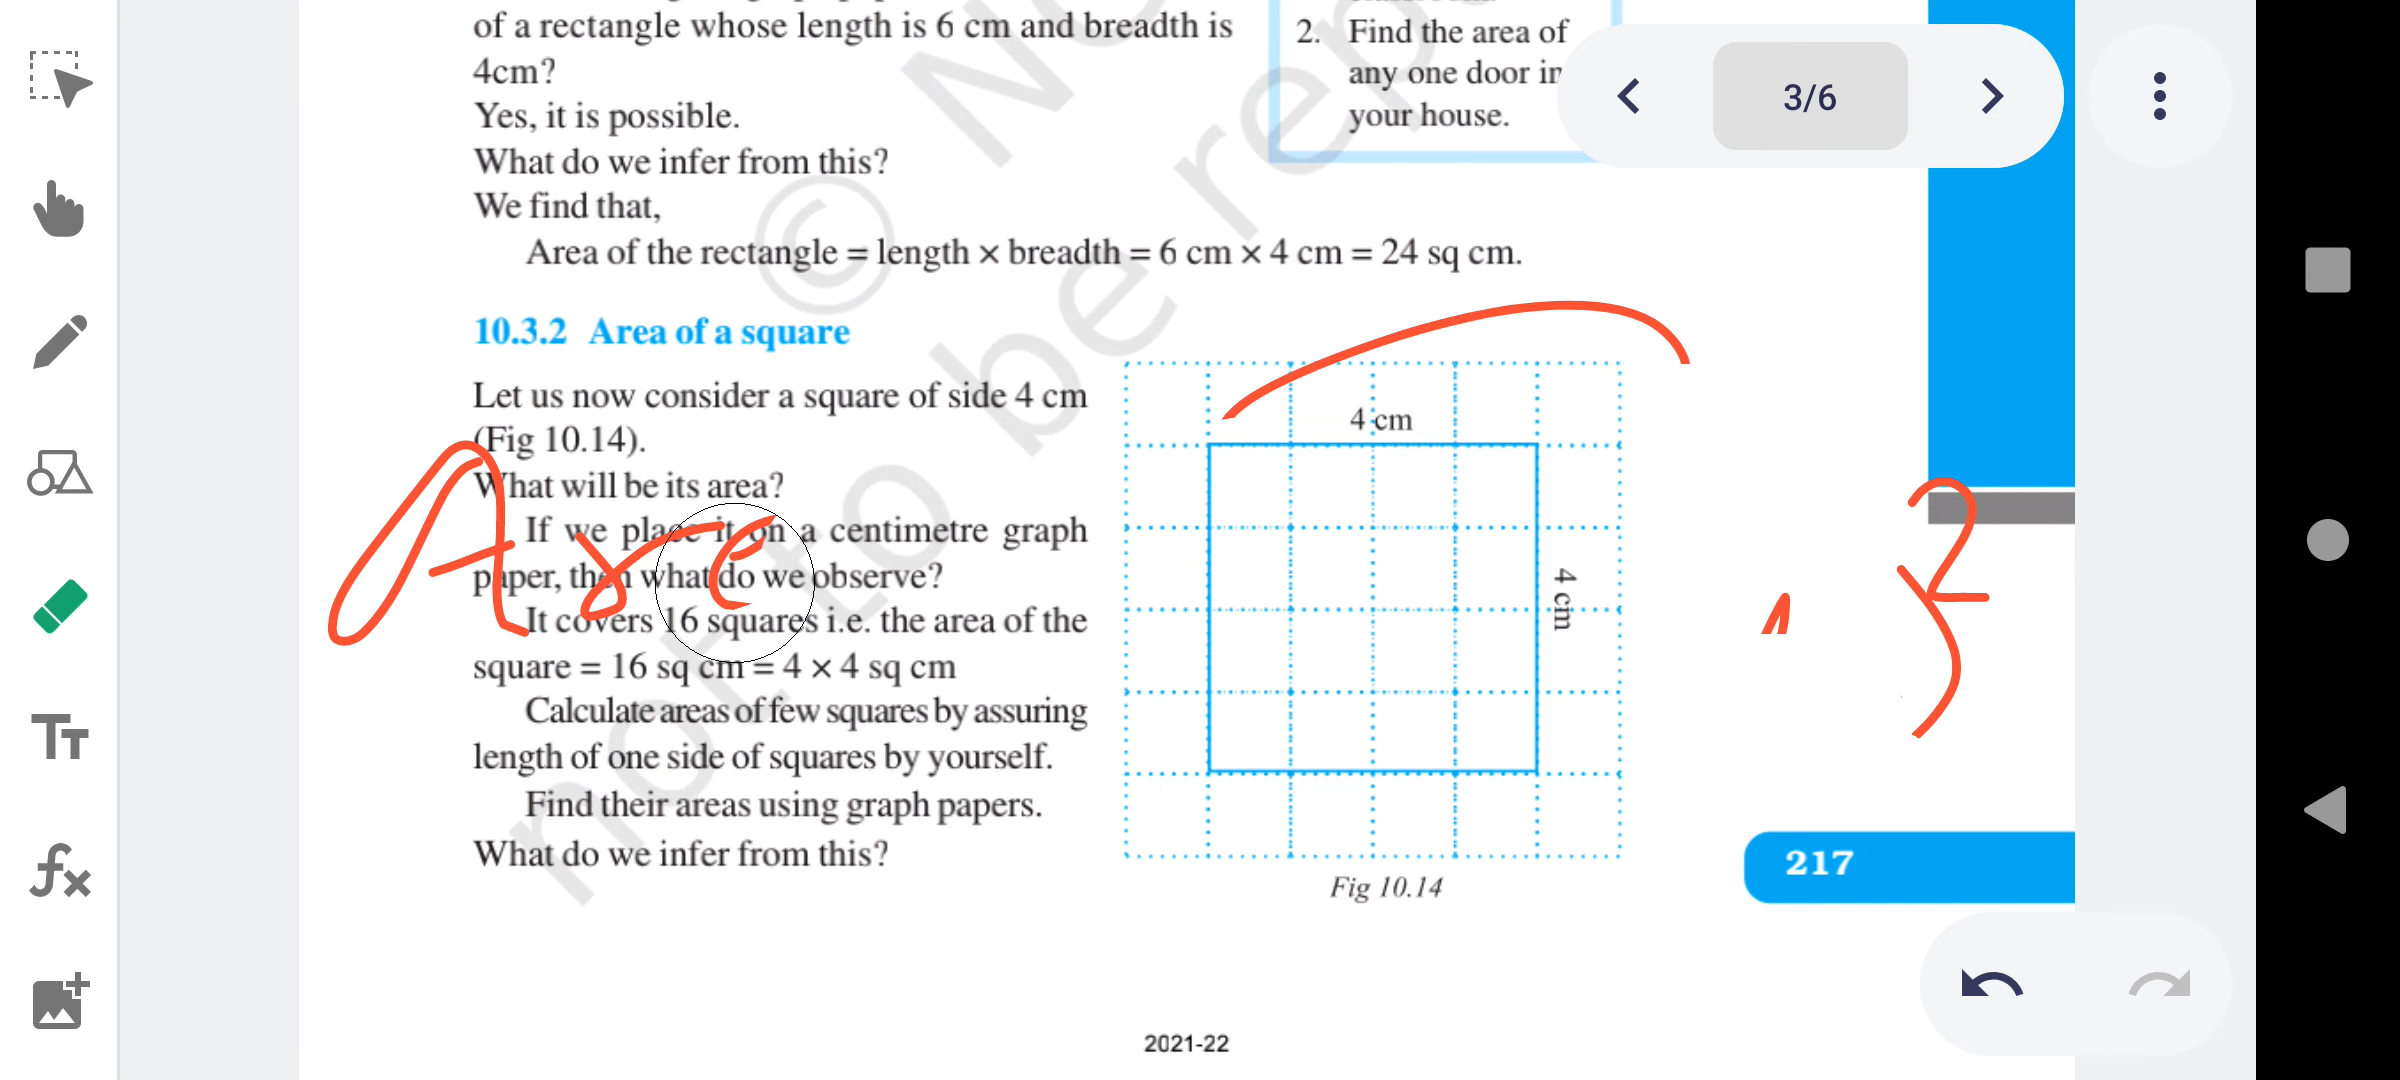 of a rectangle whose length is 6 cm and breadth is
4cm?
Yes, it is possible.
What do we infer from this?
We find that,
Area of the rectangle = length × breadth = 6 cm × 4 cm = 24 sq cm.
2. Find the area of
any one door in
your house.
3/6
10.3.2 Area of a square
Let us now consider a square of side 4 cm
(Fig 10.14).
What will be its area?
If we place it on a centimetre graph
paper, then what do we observe?
It covers 16 squares i.e. the area of the
square = 16 sq cm = 4 × 4 sq cm
Calculate areas of few squares by assuring
length of one side of squares by yourself.
Find their areas using graph papers.
What do we infer from this?
4 cm
4 cm
Fig 10.14
217
2021-22
© NO
not to be rep
Tт
fx